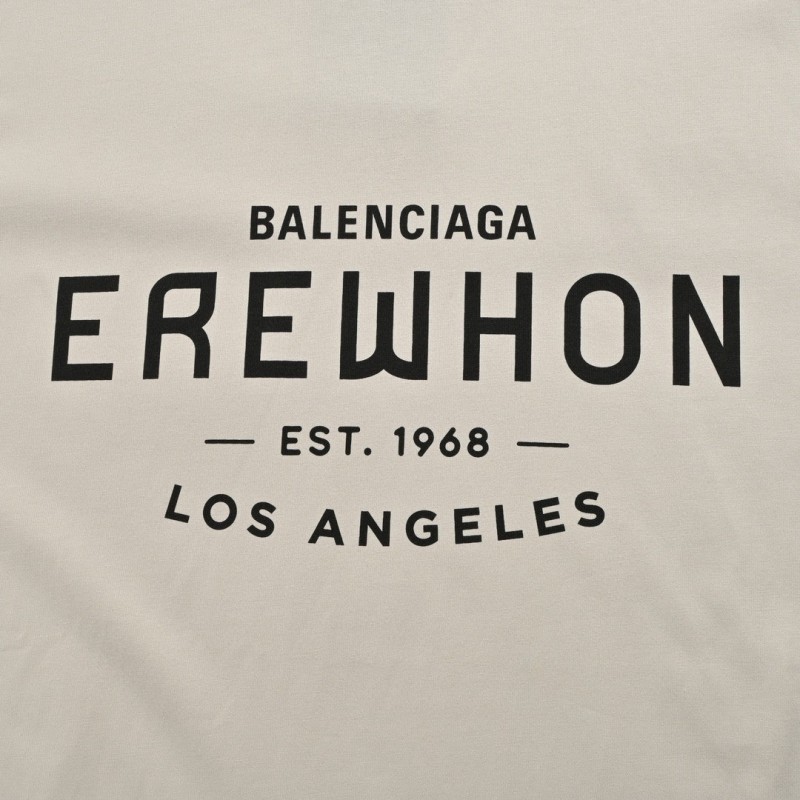 BALENCIAGA
EREWHON
— EST. 1968 —
LOS ANGELES